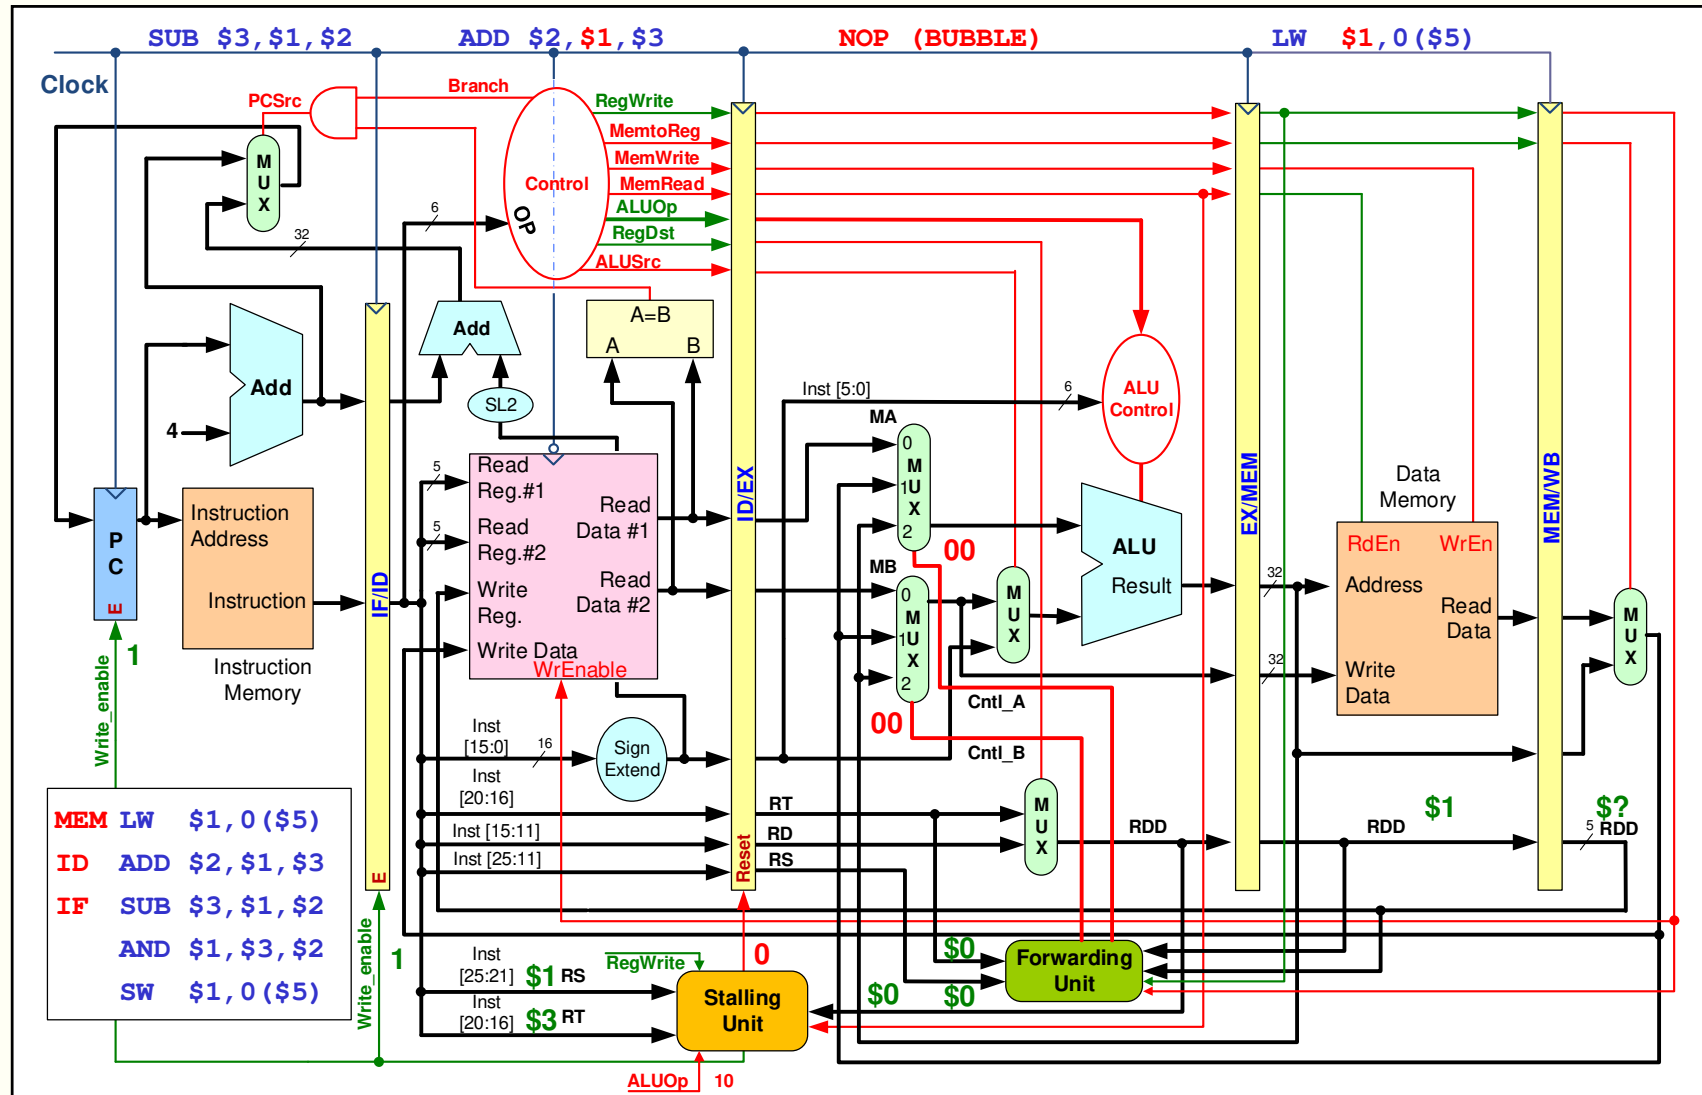 SUB $3,$1,$2
ADD $2,$1,$3
NOP (BUBBLE)
LW $1,0($5)
Clock
PCSrc
Branch
RegWrite
MemtoReg
MemWrite
MemRead
ALUOp
RegDst
ALUSrc
Control
OP
6
M
U
X
32
Add
4
Add
SL2
A=B
A B
Inst [5:0]
6
ALU
Control
P
C
E
Instruction
Address
Instruction
Instruction
Memory
IF/ID
E
5
Read
Reg.#1
5
Read
Reg.#2
Write
Reg.
Write Data
WrEnable
Read
Data #1
Read
Data #2
ID/EX
Reset
MA
0
M
1 U
X
2
00
MB
0
M
1 U
X
2
00
Cntl_A
Cntl_B
M
U
X
ALU
Result
EX/MEM
32
32
Data
Memory
RdEn WrEn
Address
Read
Data
Write
Data
MEM/WB
M
U
X
1
Write_enable
Inst
[15:0]
16
Sign
Extend
Inst
[20:16]
Inst [15:11]
Inst [25:11]
RT
RD
RS
M
U
X
RDD
RDD
$1
$?
5 RDD
MEM LW $1,0($5)
ID ADD $2,$1,$3
IF SUB $3,$1,$2
AND $1,$3,$2
SW $1,0($5)
Write_enable
1
Inst
[25:21] $1 RS
Inst
[20:16] $3 RT
RegWrite
0
Stalling
Unit
$0
$0
$0
Forwarding
Unit
ALUOp 10